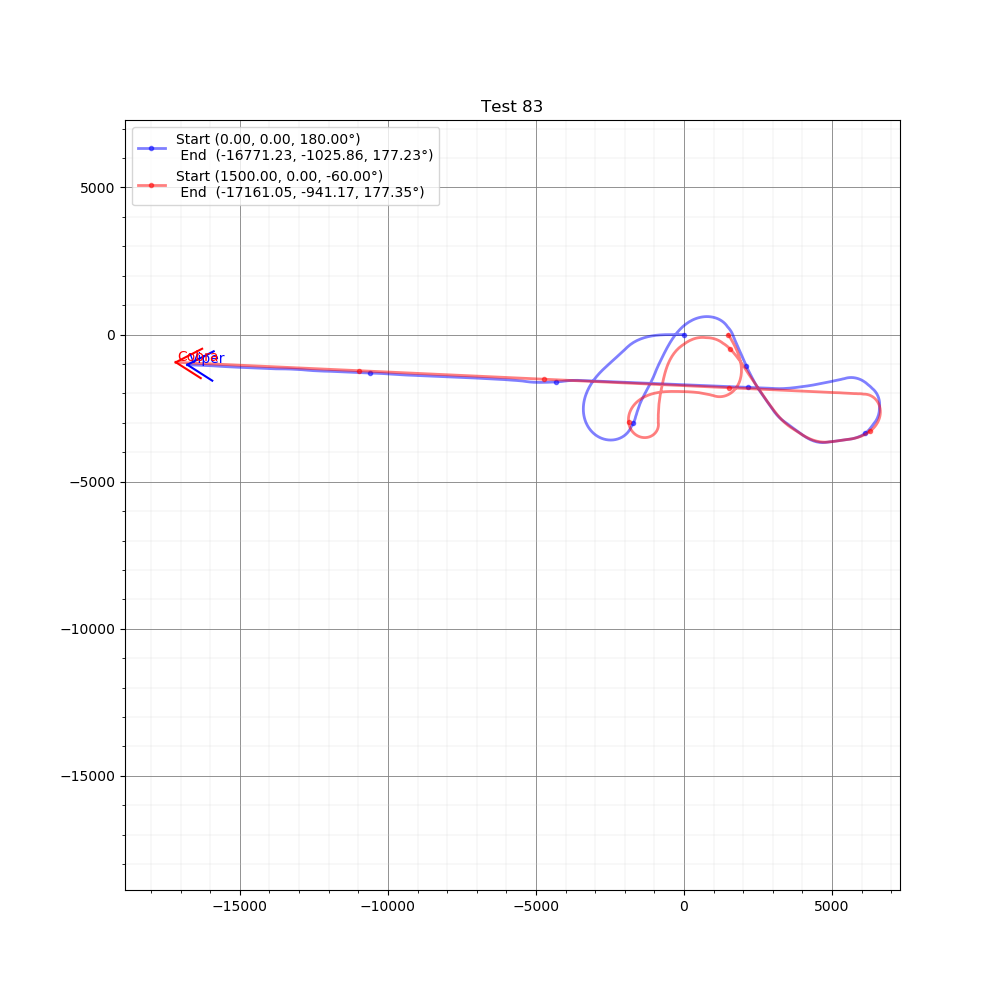 Test 83
Start (0.00, 0.00, 180.00°)
End (-16771.23, -1025.86, 177.23°)
Start (1500.00, 0.00, -60.00°)
End (-17161.05, -941.17, 177.35°)
5000
0
−5000
−10000
−15000
Viper
−15000 −10000 −5000 0 5000